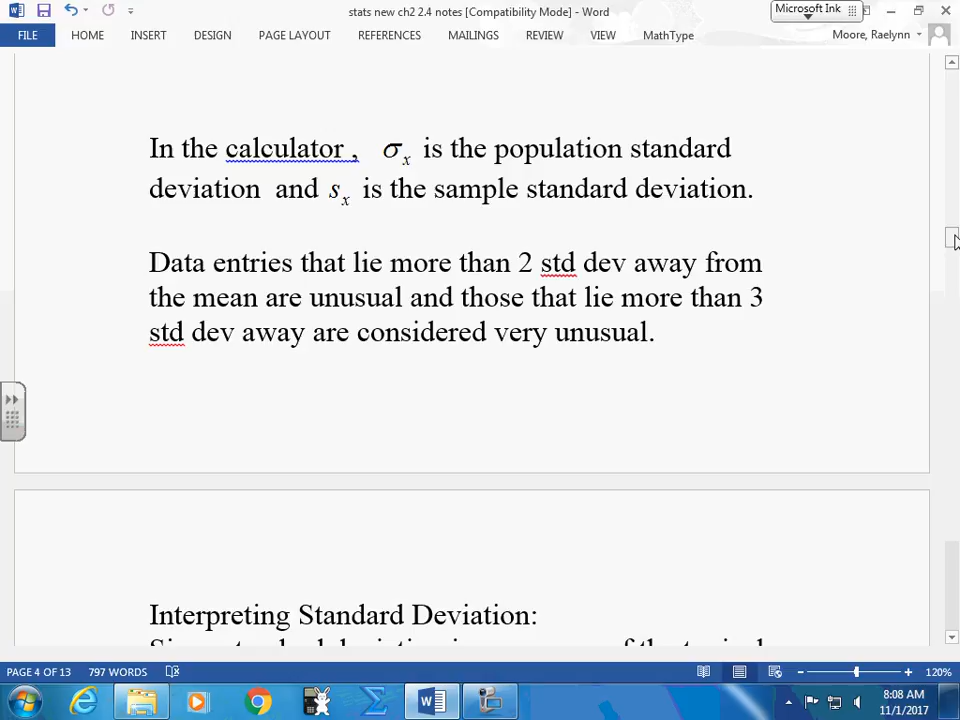 stats new ch2 2.4 notes [Compatibility Mode] - Word
Microsoft Ink
FILE HOME INSERT DESIGN PAGE LAYOUT REFERENCES MAILINGS REVIEW VIEW MathType Moore, Raelynn
In the calculator , σx is the population standard
deviation and sx is the sample standard deviation.
Data entries that lie more than 2 std dev away from
the mean are unusual and those that lie more than 3
std dev away are considered very unusual.
Interpreting Standard Deviation:
PAGE 4 OF 13 797 WORDS 120%
8:08 AM
11/1/2017